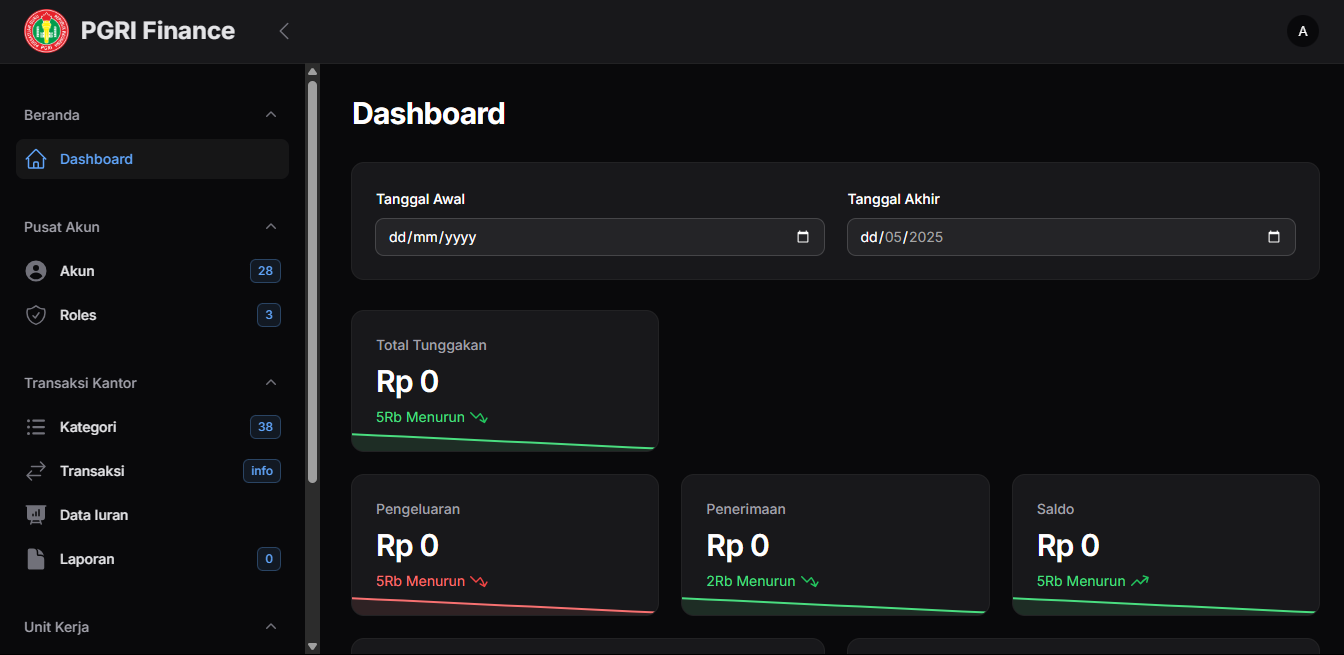 PGRI Finance
A
Beranda
Dashboard
Pusat Akun
Akun
28
Roles
3
Transaksi Kantor
Kategori
38
Transaksi
info
Data Iuran
Laporan
0
Unit Kerja
Dashboard
Tanggal Awal
Tanggal Akhir
dd/mm/yyyy
dd/05/2025
Total Tunggakan
Rp 0
5Rb Menurun
Pengeluaran
Rp 0
5Rb Menurun
Penerimaan
Rp 0
2Rb Menurun
Saldo
Rp 0
5Rb Menurun